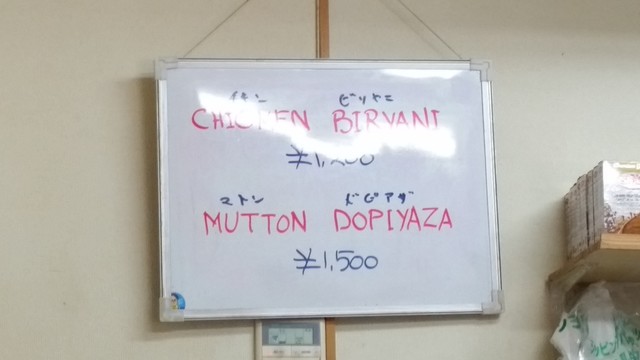 チキン ビリヤニ
CHICKEN BIRYANI
マトン ドピアザ
MUTTON DOPIYAZA
¥1,500